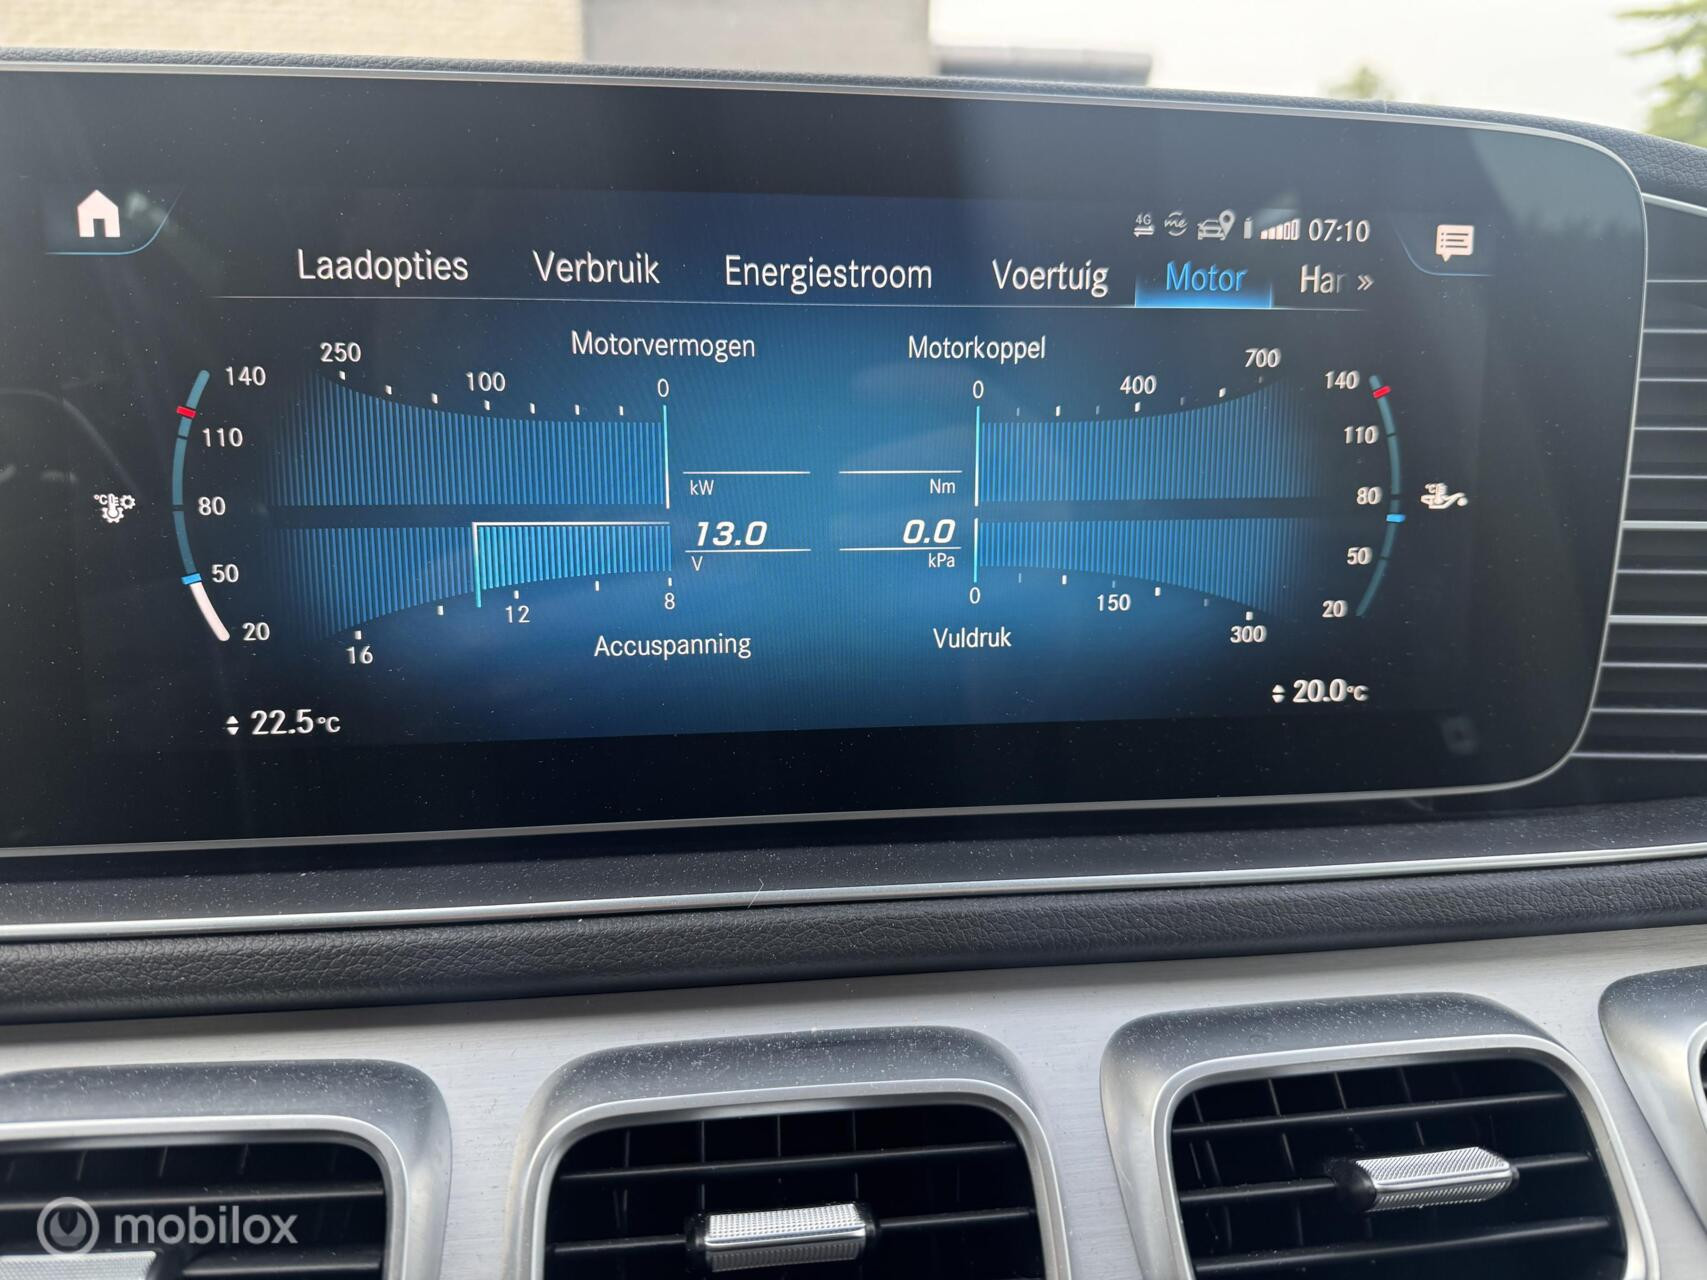 4G me 07:10
Laadopties Verbruik Energiestroom Voertuig Motor Har »
Motorvermogen Motorkoppel
250 100 0 0 400 700
140 140
110 110
80 80
50 50
20 20
°C °C
kW Nm
13.0 0.0
V kPa
16 12 8 0 150 300
Accuspanning Vuldruk
22.5°C 20.0°C
mobilox